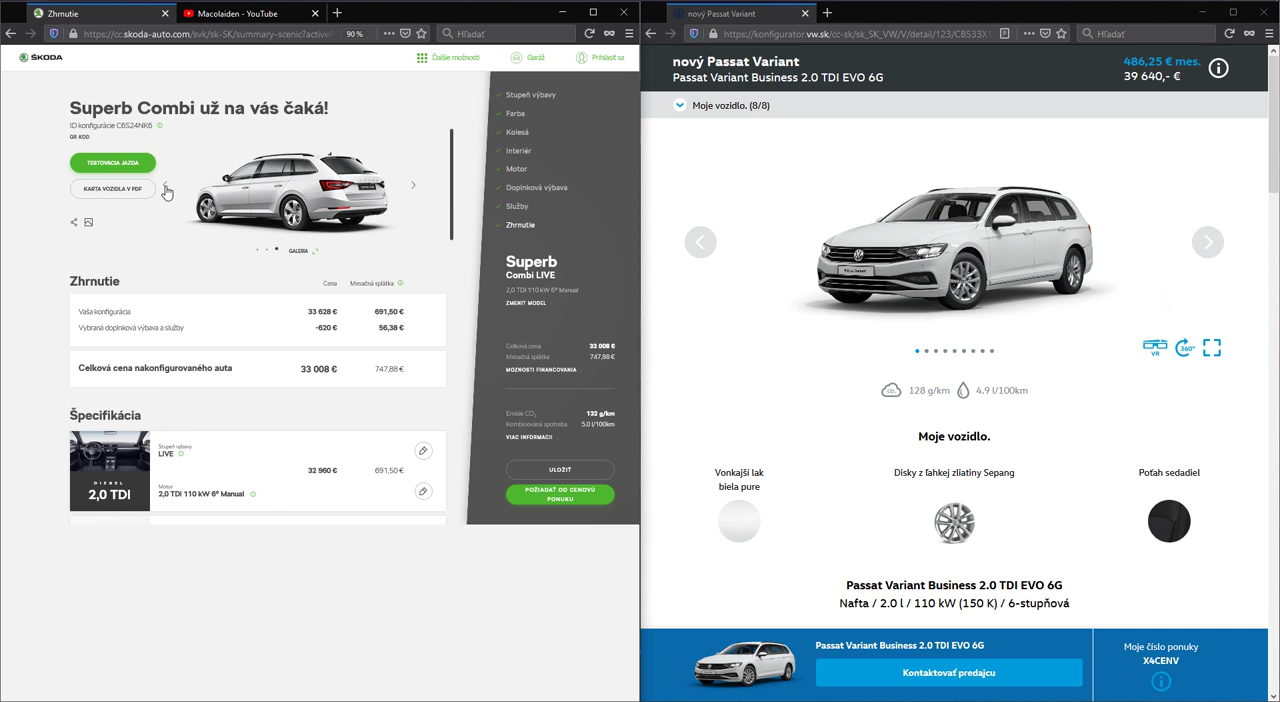 Zhrnutie
Macolaiden - YouTube
https://cc.skoda-auto.com/svk/sk-SK/summary-scenic?activeP
90 %
Hľadať
ŠKODA
Ďalšie možnosti
Garáž
Prihlásiť sa
Superb Combi už na vás čaká!
ID konfigurácie C6S24NK6
QR KOD
TESTOVACIA JAZDA
KARTA VOZIDLA V PDF
GALERIA
Zhrnutie
Cena
Mesačná splátka
Vaša konfigurácia
33 628 €
691,50 €
Vybraná doplnková výbava a služby
-620 €
56,38 €
Celková cena nakonfigurovaného auta
33 008 €
747,88 €
Špecifikácia
Stupeň výbavy
LIVE
32 960 €
691,50 €
DIESEL
2,0 TDI
Motor
2,0 TDI 110 kW 6° Manual
Stupeň výbavy
Farba
Kolesá
Interiér
Motor
Doplnková výbava
Služby
Zhrnutie
Superb
Combi LIVE
2,0 TDI 110 kW 6° Manual
ZMENIT MODEL
Celková cena
33 008 €
Mesačná splátka
747,88 €
MOZNOSTI FINANCOVANIA
Emisie CO₂
132 g/km
Kombinovaná spotreba
5.0 l/100km
VIAC INFORMACII
ULOŽIŤ
POŽIADAŤ OD CENOVÚ
PONUKU
nový Passat Variant
https://konfigurator.vw.sk/cc-sk/sk_SK_VW/V/detail/123/CB533X1
Hľadať
nový Passat Variant
Passat Variant Business 2.0 TDI EVO 6G
486,25 € mes.
39 640,- €
Moje vozidlo. (8/8)
VR
360°
CO₂
128 g/km
4.9 l/100km
Moje vozidlo.
Vonkajší lak
biela pure
Disky z ľahkej zliatiny Sepang
Poťah sedadiel
Passat Variant Business 2.0 TDI EVO 6G
Nafta / 2.0 l / 110 kW (150 K) / 6-stupňová
Passat Variant Business 2.0 TDI EVO 6G
Kontaktovať predajcu
Moje číslo ponuky
X4CENV